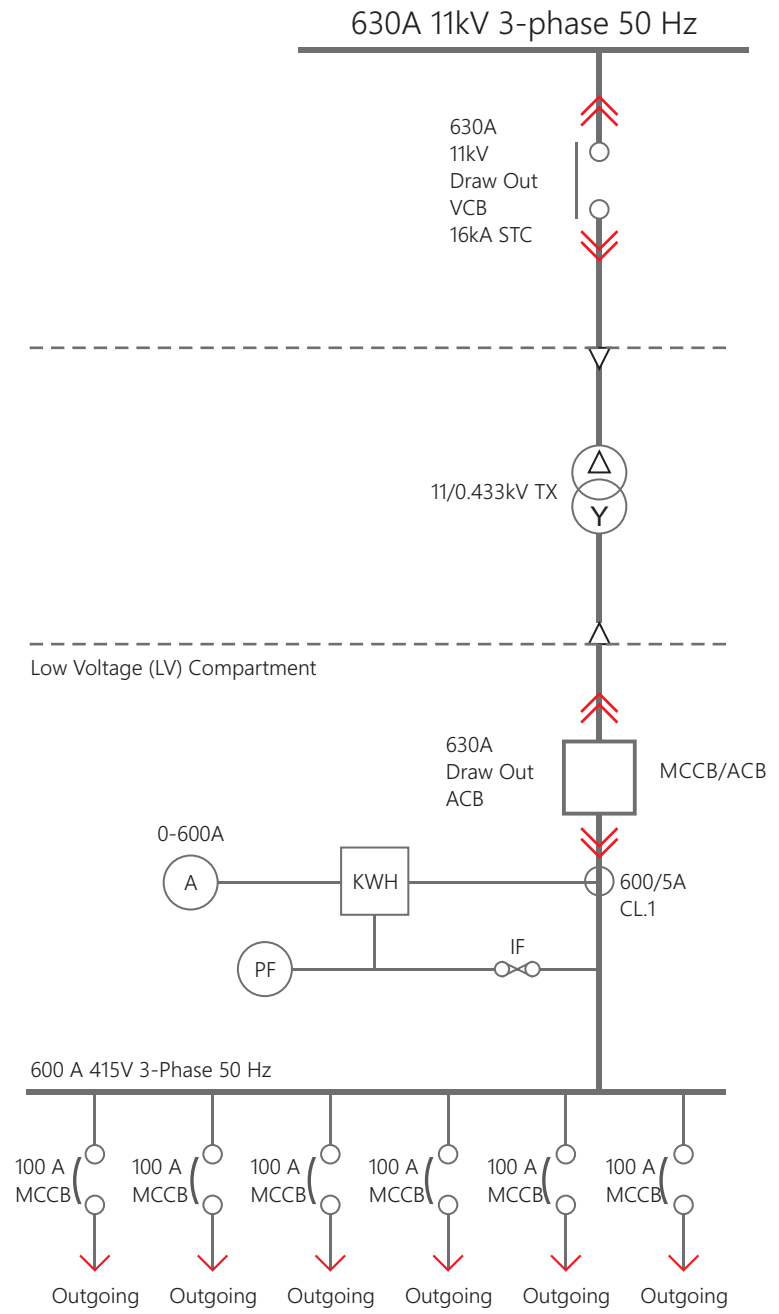 630A 11kV 3-phase 50 Hz
630A
11kV
Draw Out
VCB
16kA STC
11/0.433kV TX
Y
Low Voltage (LV) Compartment
630A
Draw Out
ACB
MCCB/ACB
0-600A
A
KWH
600/5A
CL.1
PF
IF
600 A 415V 3-Phase 50 Hz
100 A
MCCB
100 A
MCCB
100 A
MCCB
100 A
MCCB
100 A
MCCB
100 A
MCCB
Outgoing
Outgoing
Outgoing
Outgoing
Outgoing
Outgoing